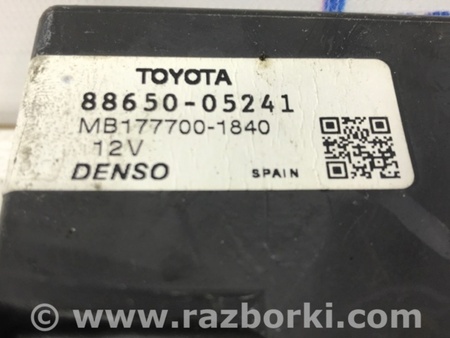 TOYOTA
88650-05241
MB177700-1840
12V
DENSO SPAIN
© www.razborki.com